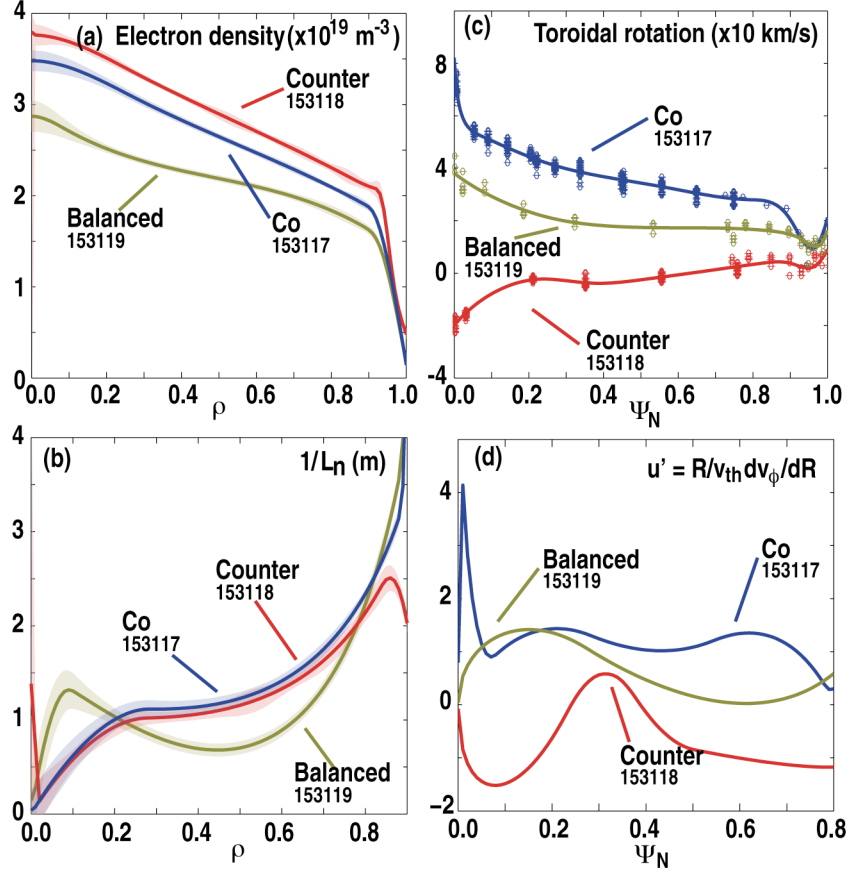 (a) Electron density(x10¹⁹ m⁻³)
4
3
2
1
0
Counter
153118
Co
153117
Balanced
153119
0.0 0.2 0.4 0.6 0.8 1.0
ρ
(c) Toroidal rotation (x10 km/s)
8
4
0
-4
Co
153117
Balanced
153119
Counter
153118
0.0 0.2 0.4 0.6 0.8 1.0
Ψ_N
(b) 1/L_n (m)
4
3
2
1
0
Counter
153118
Co
153117
Balanced
153119
0.0 0.2 0.4 0.6 0.8
ρ
(d) u' = R/v_th dv_ϕ/dR
4
2
0
−2
Balanced
153119
Co
153117
Counter
153118
0.0 0.2 0.4 0.6 0.8
Ψ_N